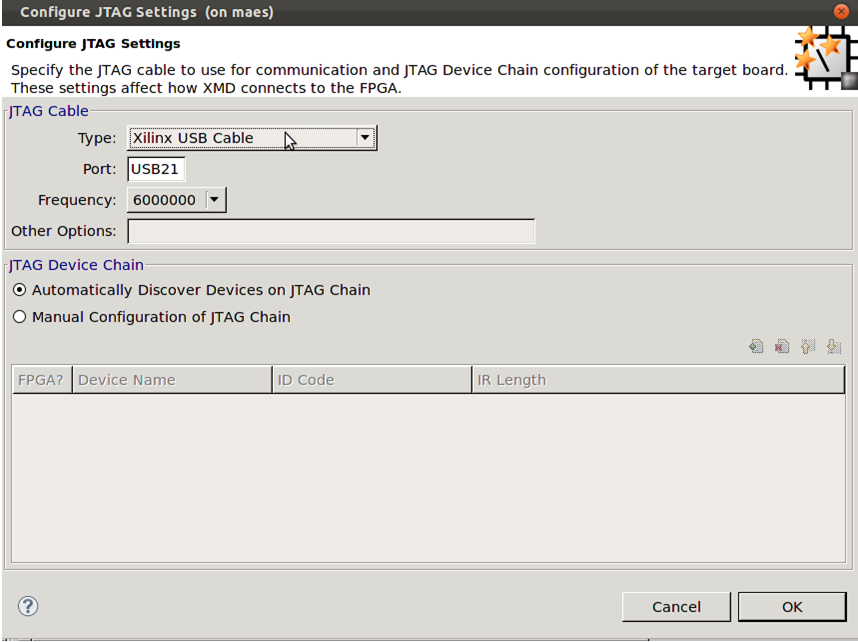 Configure JTAG Settings (on maes)
Configure JTAG Settings
Specify the JTAG cable to use for communication and JTAG Device Chain configuration of the target board.
These settings affect how XMD connects to the FPGA.
JTAG Cable
Type: Xilinx USB Cable
Port: USB21
Frequency: 6000000
Other Options:
JTAG Device Chain
Automatically Discover Devices on JTAG Chain
Manual Configuration of JTAG Chain
FPGA? Device Name ID Code IR Length
? Cancel OK